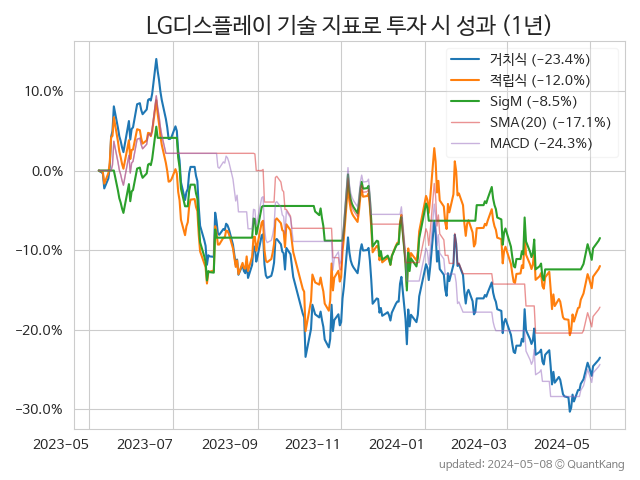 LG디스플레이 기술 지표로 투자 시 성과 (1년)
거치식 (−23.4%)
적립식 (−12.0%)
SigM (−8.5%)
SMA(20) (−17.1%)
MACD (−24.3%)
10.0%
0.0%
−10.0%
−20.0%
−30.0%
2023-05 2023-07 2023-09 2023-11 2024-01 2024-03 2024-05
updated: 2024-05-08 © QuantKang